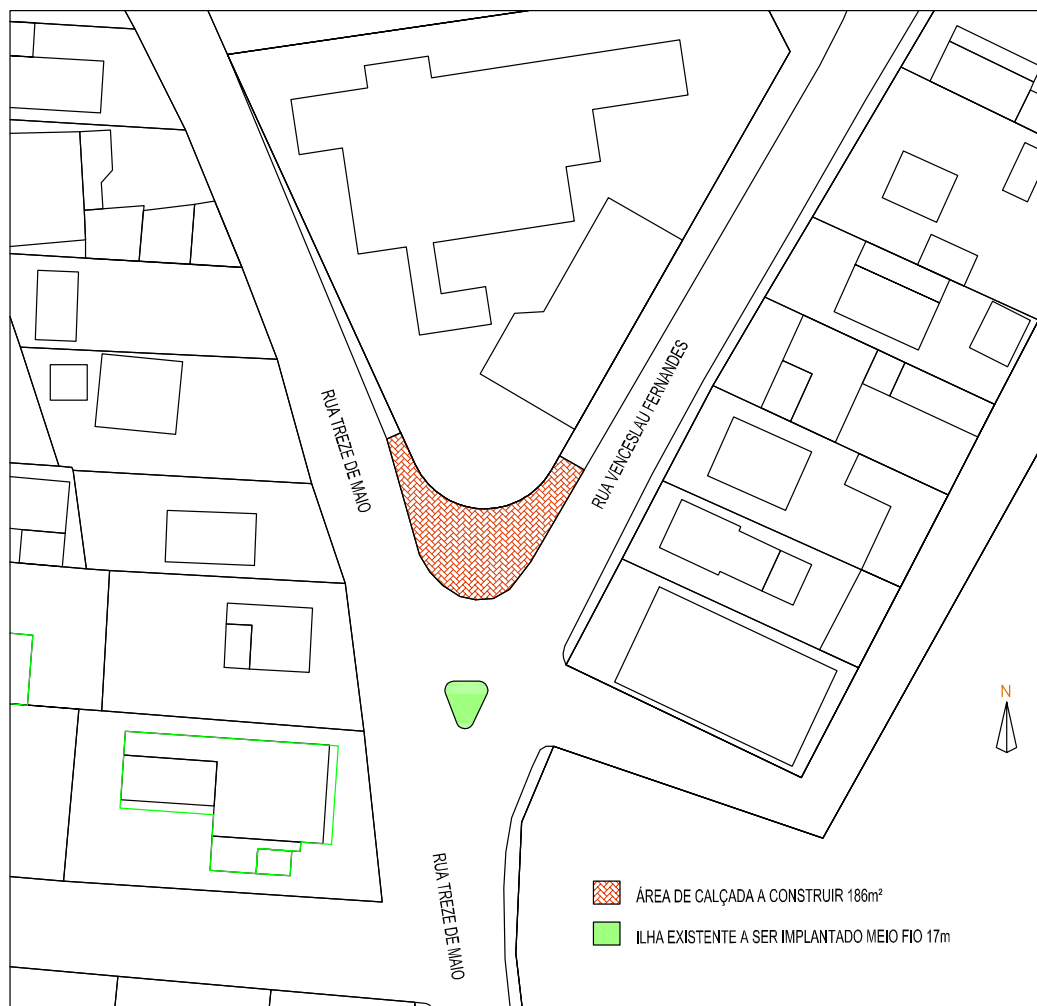 RUA TREZE DE MAIO
RUA VENCESLAU FERNANDES
N
RUA TREZE DE MAIO
ÁREA DE CALÇADA A CONSTRUIR 186m²
ILHA EXISTENTE A SER IMPLANTADO MEIO FIO 17m